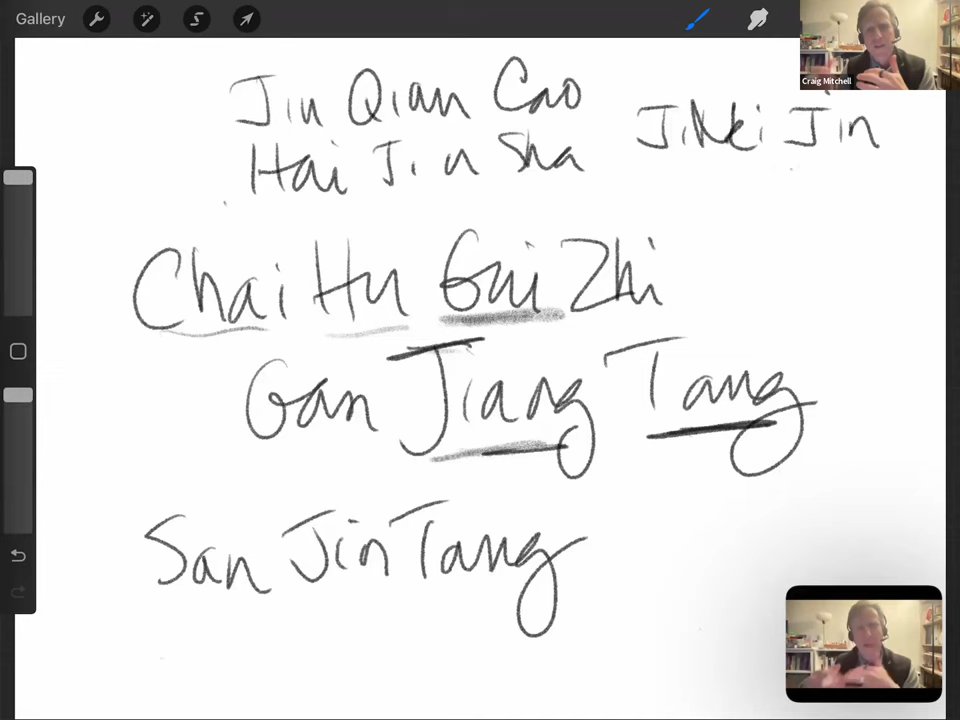 Gallery
Craig Mitchell
Jin Qian Cao
Hai Jin Sha
Ji Nei Jin
Chai Hu Gui Zhi
Gan Jiang Tang
San Jin Tang